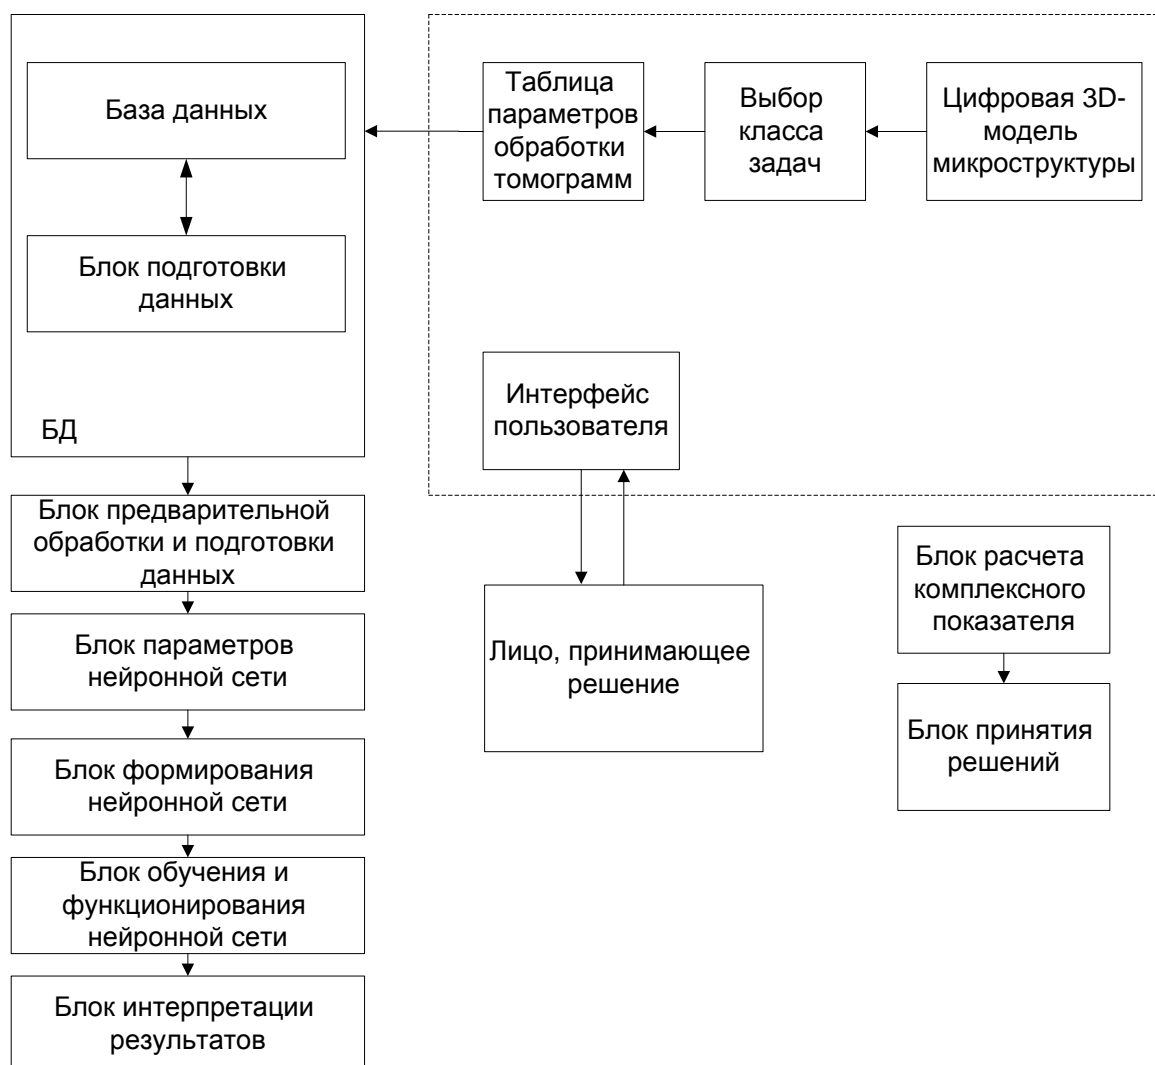 База данных
Блок подготовки
данных
БД
Таблица
параметров
обработки
томограмм
Выбор
класса
задач
Цифровая 3D-
модель
микроструктуры
Интерфейс
пользователя
Блок предварительной
обработки и подготовки
данных
Блок параметров
нейронной сети
Блок формирования
нейронной сети
Блок обучения и
функционирования
нейронной сети
Блок интерпретации
результатов
Лицо, принимающее
решение
Блок расчета
комплексного
показателя
Блок принятия
решений